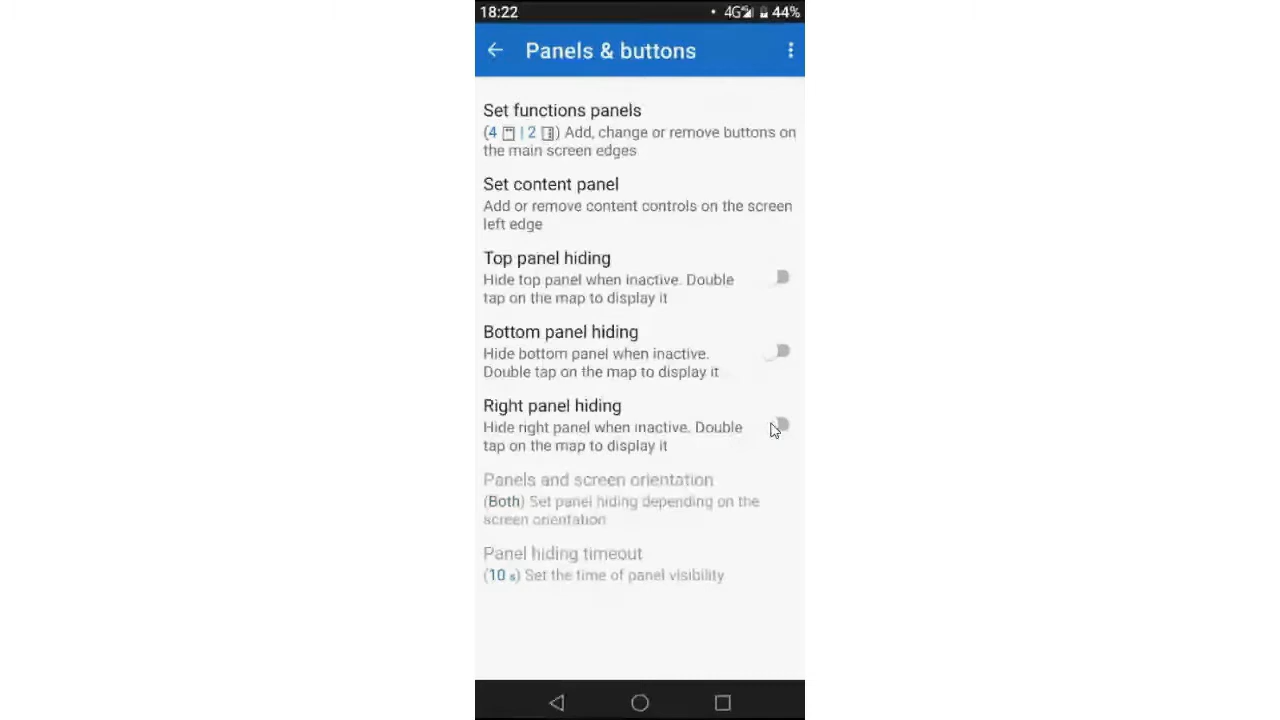 18:22
4G 44%
Panels & buttons
Set functions panels
(4 | 2 ) Add, change or remove buttons on
the main screen edges
Set content panel
Add or remove content controls on the screen
left edge
Top panel hiding
Hide top panel when inactive. Double
tap on the map to display it
Bottom panel hiding
Hide bottom panel when inactive.
Double tap on the map to display it
Right panel hiding
Hide right panel when inactive. Double
tap on the map to display it
Panels and screen orientation
(Both) Set panel hiding depending on the
screen orientation
Panel hiding timeout
(10 s) Set the time of panel visibility